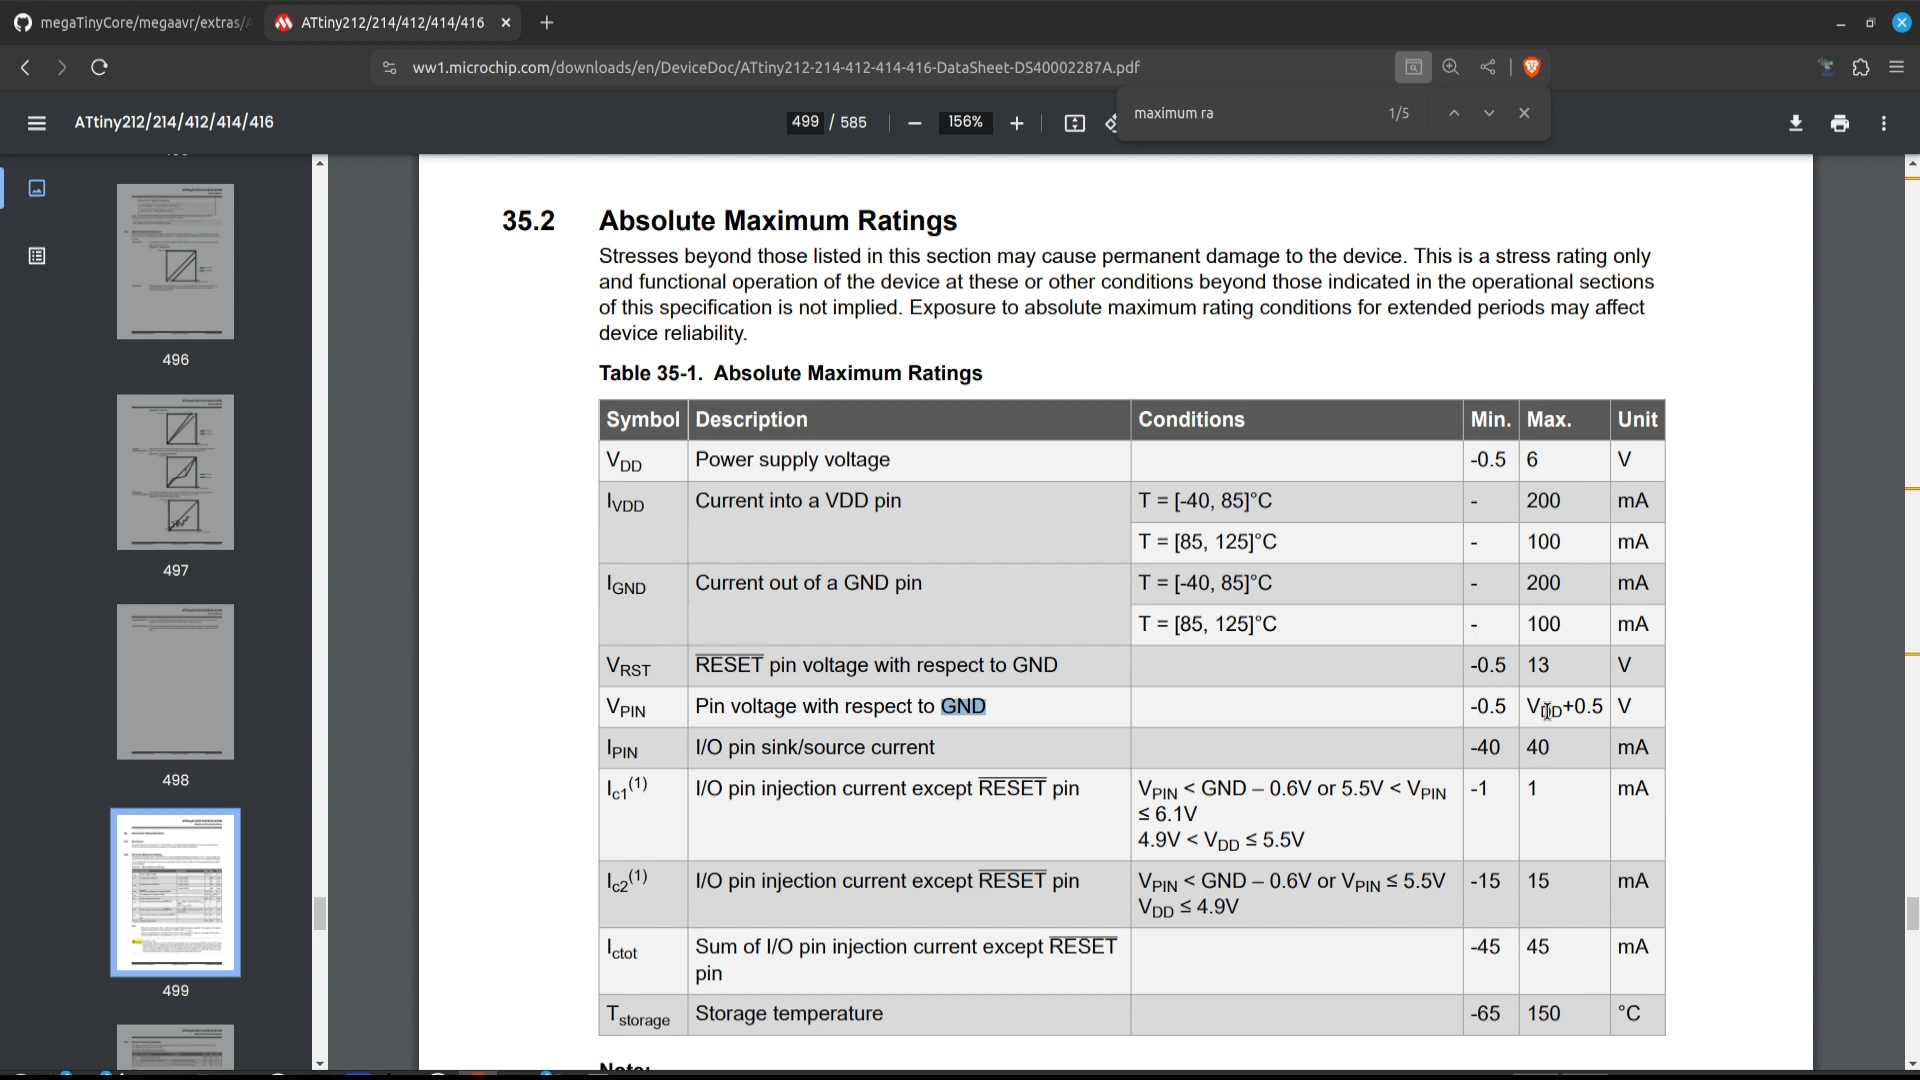 megaTinyCore/megaavr/extras/A
ATtiny212/214/412/414/416
ww1.microchip.com/downloads/en/DeviceDoc/ATtiny212-214-412-414-416-DataSheet-DS40002287A.pdf
maximum ra 1/5
ATtiny212/214/412/414/416
499 / 585
156%
496
497
498
499
35.2 Absolute Maximum Ratings
Stresses beyond those listed in this section may cause permanent damage to the device. This is a stress rating only
and functional operation of the device at these or other conditions beyond those indicated in the operational sections
of this specification is not implied. Exposure to absolute maximum rating conditions for extended periods may affect
device reliability.
Table 35-1. Absolute Maximum Ratings
Symbol Description Conditions Min. Max. Unit
VDD Power supply voltage -0.5 6 V
IVDD Current into a VDD pin T = [-40, 85]°C - 200 mA
T = [85, 125]°C - 100 mA
IGND Current out of a GND pin T = [-40, 85]°C - 200 mA
T = [85, 125]°C - 100 mA
VRST RESET pin voltage with respect to GND -0.5 13 V
VPIN Pin voltage with respect to GND -0.5 VDD+0.5 V
IPIN I/O pin sink/source current -40 40 mA
Ic1(1) I/O pin injection current except RESET pin VPIN < GND – 0.6V or 5.5V < VPIN -1 1 mA
≤ 6.1V
4.9V < VDD ≤ 5.5V
Ic2(1) I/O pin injection current except RESET pin VPIN < GND – 0.6V or VPIN ≤ 5.5V -15 15 mA
VDD ≤ 4.9V
Ictot Sum of I/O pin injection current except RESET -45 45 mA
pin
Tstorage Storage temperature -65 150 °C
Note: